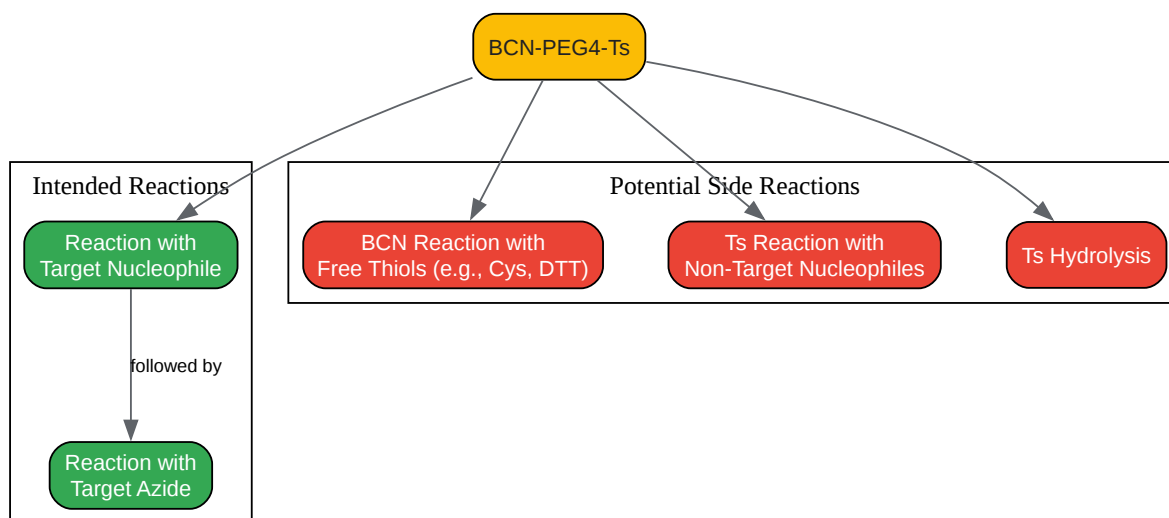 BCN-PEG4-Ts
Intended Reactions
Potential Side Reactions
Reaction with
Target Nucleophile
BCN Reaction with
Free Thiols (e.g., Cys, DTT)
Ts Reaction with
Non-Target Nucleophiles
Ts Hydrolysis
followed by
Reaction with
Target Azide